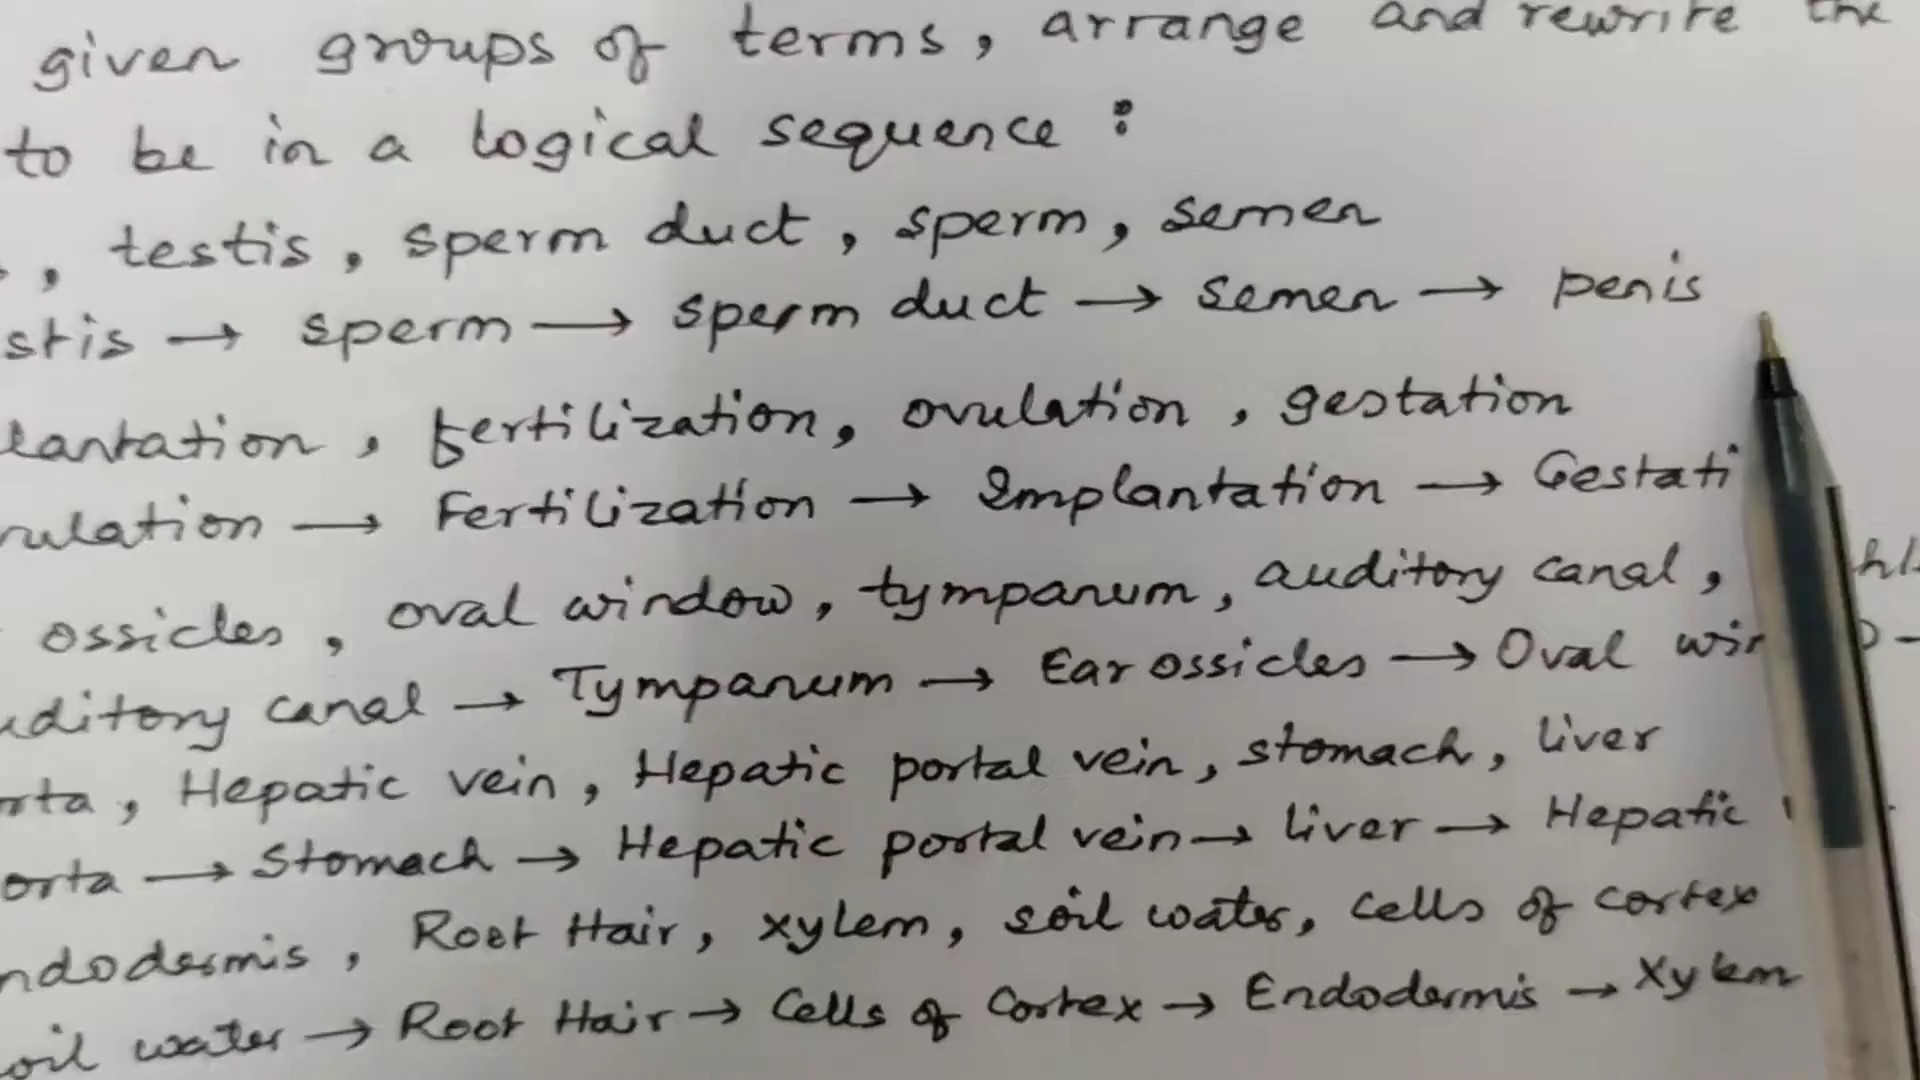 given groups of terms, arrange and rewrite the
to be in a logical sequence :
, testis, sperm duct, sperm, semen
stis → sperm → sperm duct → semen → penis
lantation, fertilization, ovulation, gestation
ulation → Fertilization → Implantation → Gestati
ossicles, oval window, tympanum, auditory canal,
ditory canal → Tympanum → Ear ossicles → Oval win
rta, Hepatic vein, Hepatic portal vein, stomach, liver
orta → Stomach → Hepatic portal vein → liver → Hepatic
ndodermis, Root Hair, xylem, soil water, cells of cortex
oil water → Root Hair → Cells of Cortex → Endodermis → Xylem